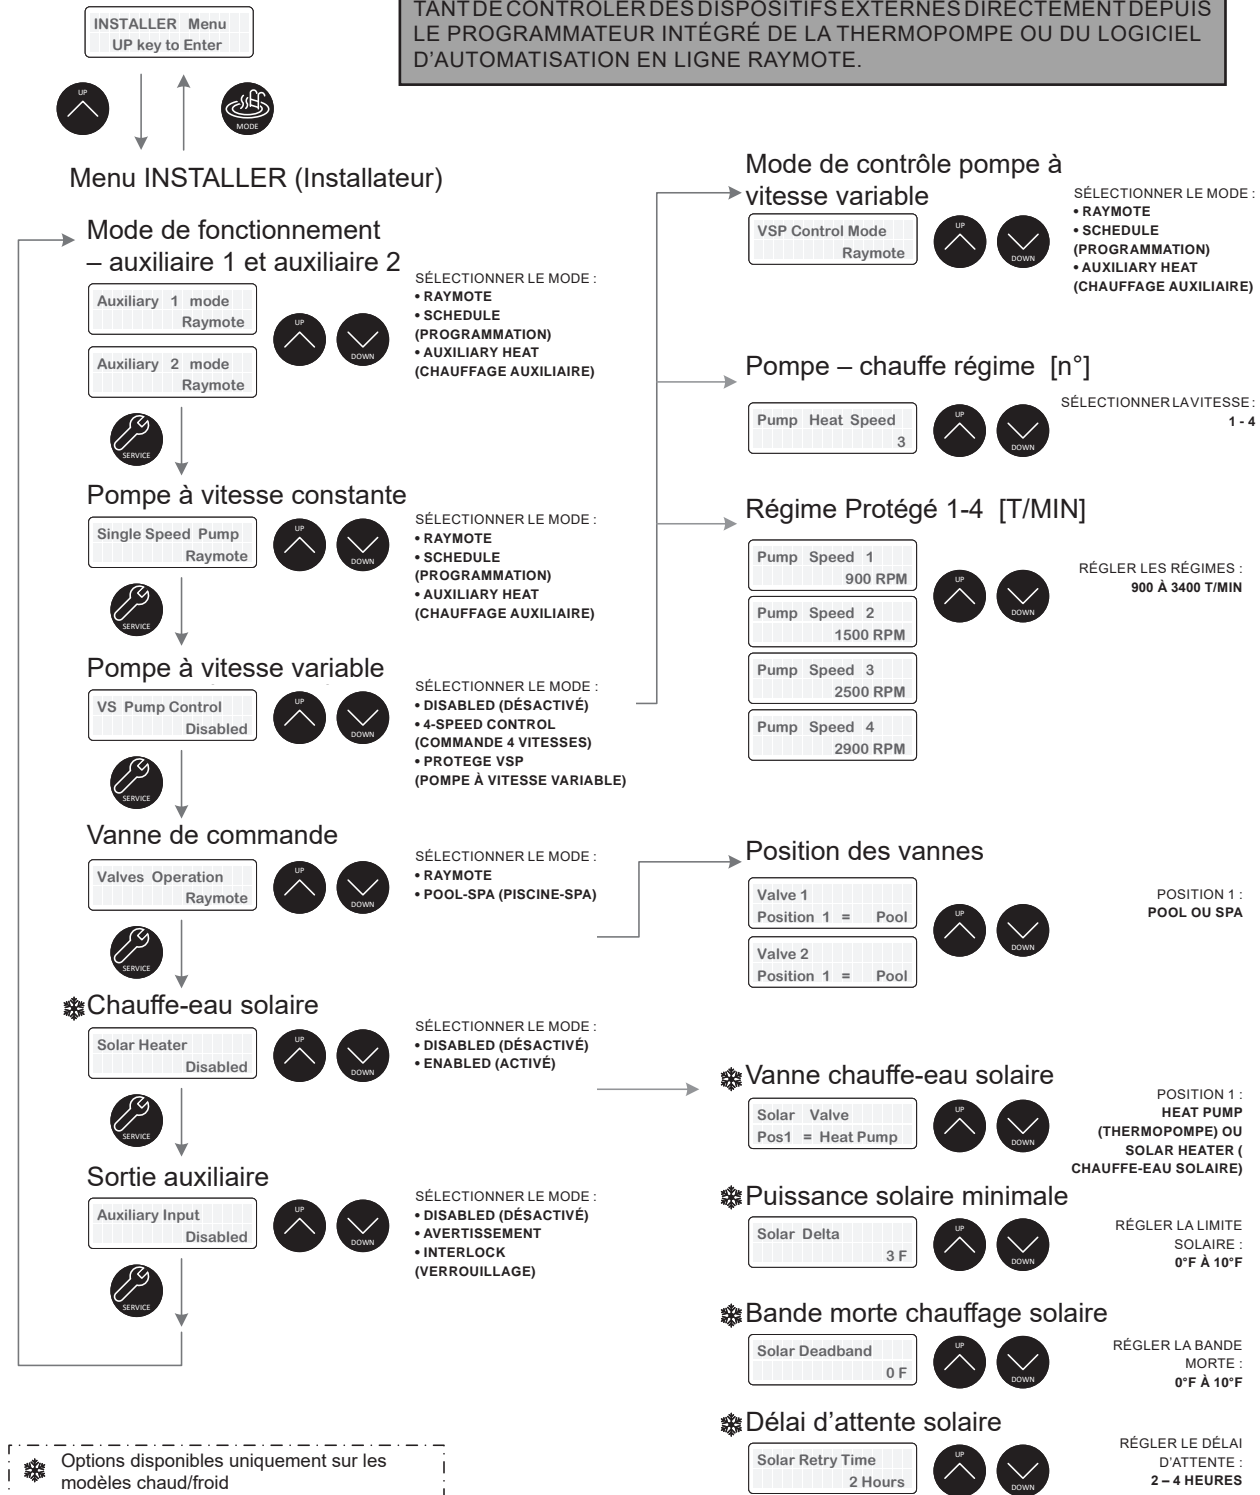 TANT DE CONTRÔLER DES DISPOSITIFS EXTERNES DIRECTEMENT DEPUIS
LE PROGRAMMATEUR INTÉGRÉ DE LA THERMOPOMPE OU DU LOGICIEL
D'AUTOMATISATION EN LIGNE RAYMOTE.
INSTALLER Menu
UP key to Enter
UP
MODE
Menu INSTALLER (Installateur)
Mode de fonctionnement
– auxiliaire 1 et auxiliaire 2
Auxiliary 1 mode
Raymote
Auxiliary 2 mode
Raymote
UP
DOWN
SÉLECTIONNER LE MODE :
• RAYMOTE
• SCHEDULE
(PROGRAMMATION)
• AUXILIARY HEAT
(CHAUFFAGE AUXILIAIRE)
SERVICE
Pompe à vitesse constante
Single Speed Pump
Raymote
UP
DOWN
SÉLECTIONNER LE MODE :
• RAYMOTE
• SCHEDULE
(PROGRAMMATION)
• AUXILIARY HEAT
(CHAUFFAGE AUXILIAIRE)
SERVICE
Pompe à vitesse variable
VS Pump Control
Disabled
UP
DOWN
SÉLECTIONNER LE MODE :
• DISABLED (DÉSACTIVÉ)
• 4-SPEED CONTROL
(COMMANDE 4 VITESSES)
• PROTEGE VSP
(POMPE À VITESSE VARIABLE)
SERVICE
Vanne de commande
Valves Operation
Raymote
UP
DOWN
SÉLECTIONNER LE MODE :
• RAYMOTE
• POOL-SPA (PISCINE-SPA)
SERVICE
Chauffe-eau solaire
Solar Heater
Disabled
UP
DOWN
SÉLECTIONNER LE MODE :
• DISABLED (DÉSACTIVÉ)
• ENABLED (ACTIVÉ)
SERVICE
Sortie auxiliaire
Auxiliary Input
Disabled
UP
DOWN
SÉLECTIONNER LE MODE :
• DISABLED (DÉSACTIVÉ)
• AVERTISSEMENT
• INTERLOCK
(VERROUILLAGE)
SERVICE
Options disponibles uniquement sur les
modèles chaud/froid
Mode de contrôle pompe à
vitesse variable
VSP Control Mode
Raymote
UP
DOWN
SÉLECTIONNER LE MODE :
• RAYMOTE
• SCHEDULE
(PROGRAMMATION)
• AUXILIARY HEAT
(CHAUFFAGE AUXILIAIRE)
Pompe – chauffe régime [n°]
Pump Heat Speed
3
UP
DOWN
SÉLECTIONNER LA VITESSE :
1 - 4
Régime Protégé 1-4 [T/MIN]
Pump Speed 1
900 RPM
Pump Speed 2
1500 RPM
Pump Speed 3
2500 RPM
Pump Speed 4
2900 RPM
UP
DOWN
RÉGLER LES RÉGIMES :
900 À 3400 T/MIN
Position des vannes
Valve 1
Position 1 = Pool
Valve 2
Position 1 = Pool
UP
DOWN
POSITION 1 :
POOL OU SPA
Vanne chauffe-eau solaire
Solar Valve
Pos1 = Heat Pump
UP
DOWN
POSITION 1 :
HEAT PUMP
(THERMOPOMPE) OU
SOLAR HEATER (
CHAUFFE-EAU SOLAIRE)
Puissance solaire minimale
Solar Delta
3 F
UP
DOWN
RÉGLER LA LIMITE
SOLAIRE :
0°F À 10°F
Bande morte chauffage solaire
Solar Deadband
0 F
UP
DOWN
RÉGLER LA BANDE
MORTE :
0°F À 10°F
Délai d'attente solaire
Solar Retry Time
2 Hours
UP
DOWN
RÉGLER LE DÉLAI
D'ATTENTE :
2 – 4 HEURES